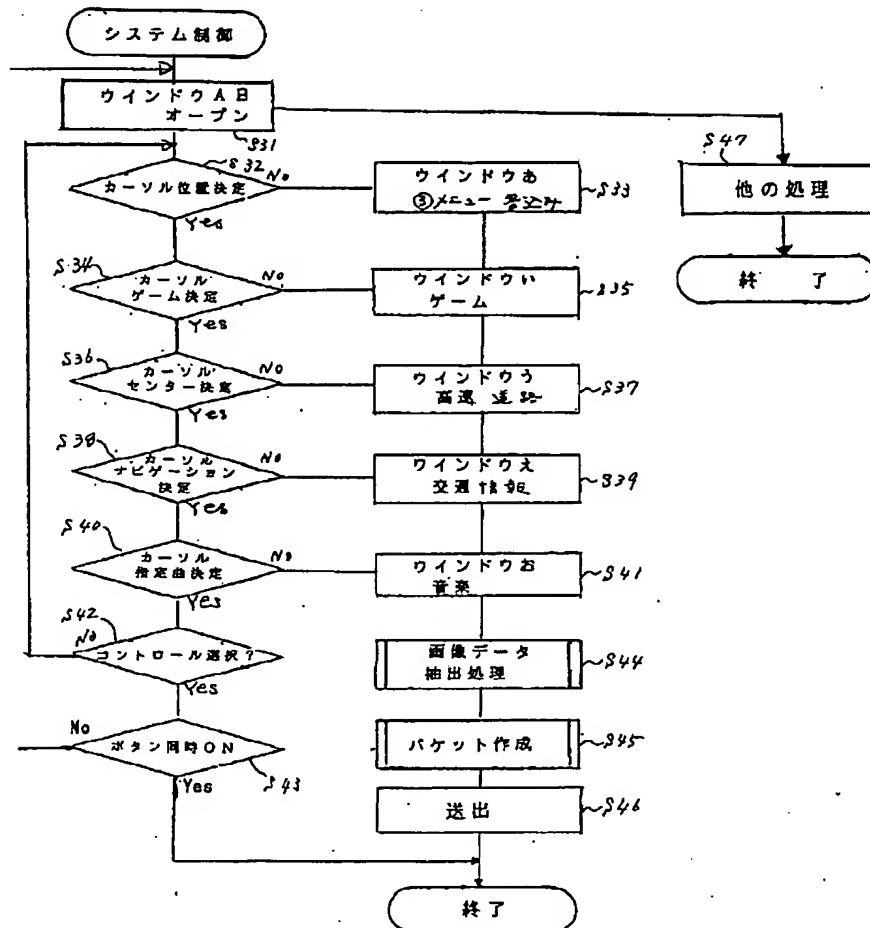 システム制御
ウインドウAB
オープン
S31
S32
カーソル位置決定
No
Yes
ウインドウあ
③メニュー 書込み
S33
S47
他の処理
終 了
S34
カーソル
ゲーム決定
No
Yes
ウインドウい
ゲーム
S35
S36
カーソル
センター決定
No
Yes
ウインドウう
高速道路
S37
S38
カーソル
ナビゲーション
決定
No
Yes
ウインドウえ
交通情報
S39
S40
カーソル
指定曲決定
No
Yes
ウインドウお
音楽
S41
S42
No
コントロール選択?
Yes
画像データ
抽出処理
S44
No
ボタン同時ON
S43
Yes
パケット作成
S45
送出
S46
終了